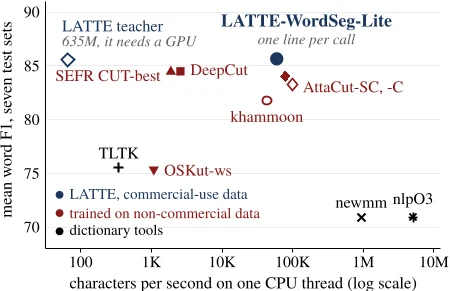 90
85
80
75
70
mean word F1, seven test sets
LATTE teacher
635M, it needs a GPU
LATTE-WordSeg-Lite
one line per call
SEFR CUT-best
DeepCut
AttaCut-SC, -C
khammoon
TLTK
OSKut-ws
newmm
nlpO3
LATTE, commercial-use data
trained on non-commercial data
dictionary tools
100 1K 10K 100K 1M 10M
characters per second on one CPU thread (log scale)